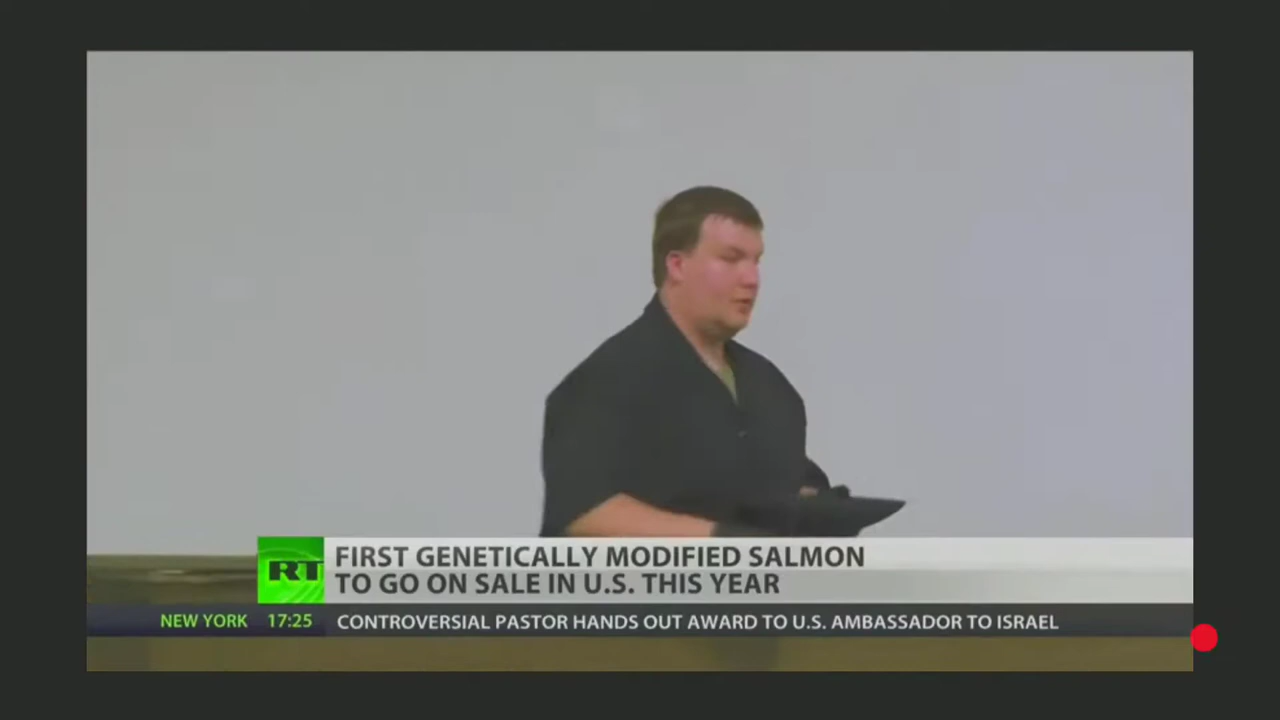 RT
FIRST GENETICALLY MODIFIED SALMON
TO GO ON SALE IN U.S. THIS YEAR
NEW YORK 17:25 CONTROVERSIAL PASTOR HANDS OUT AWARD TO U.S. AMBASSADOR TO ISRAEL